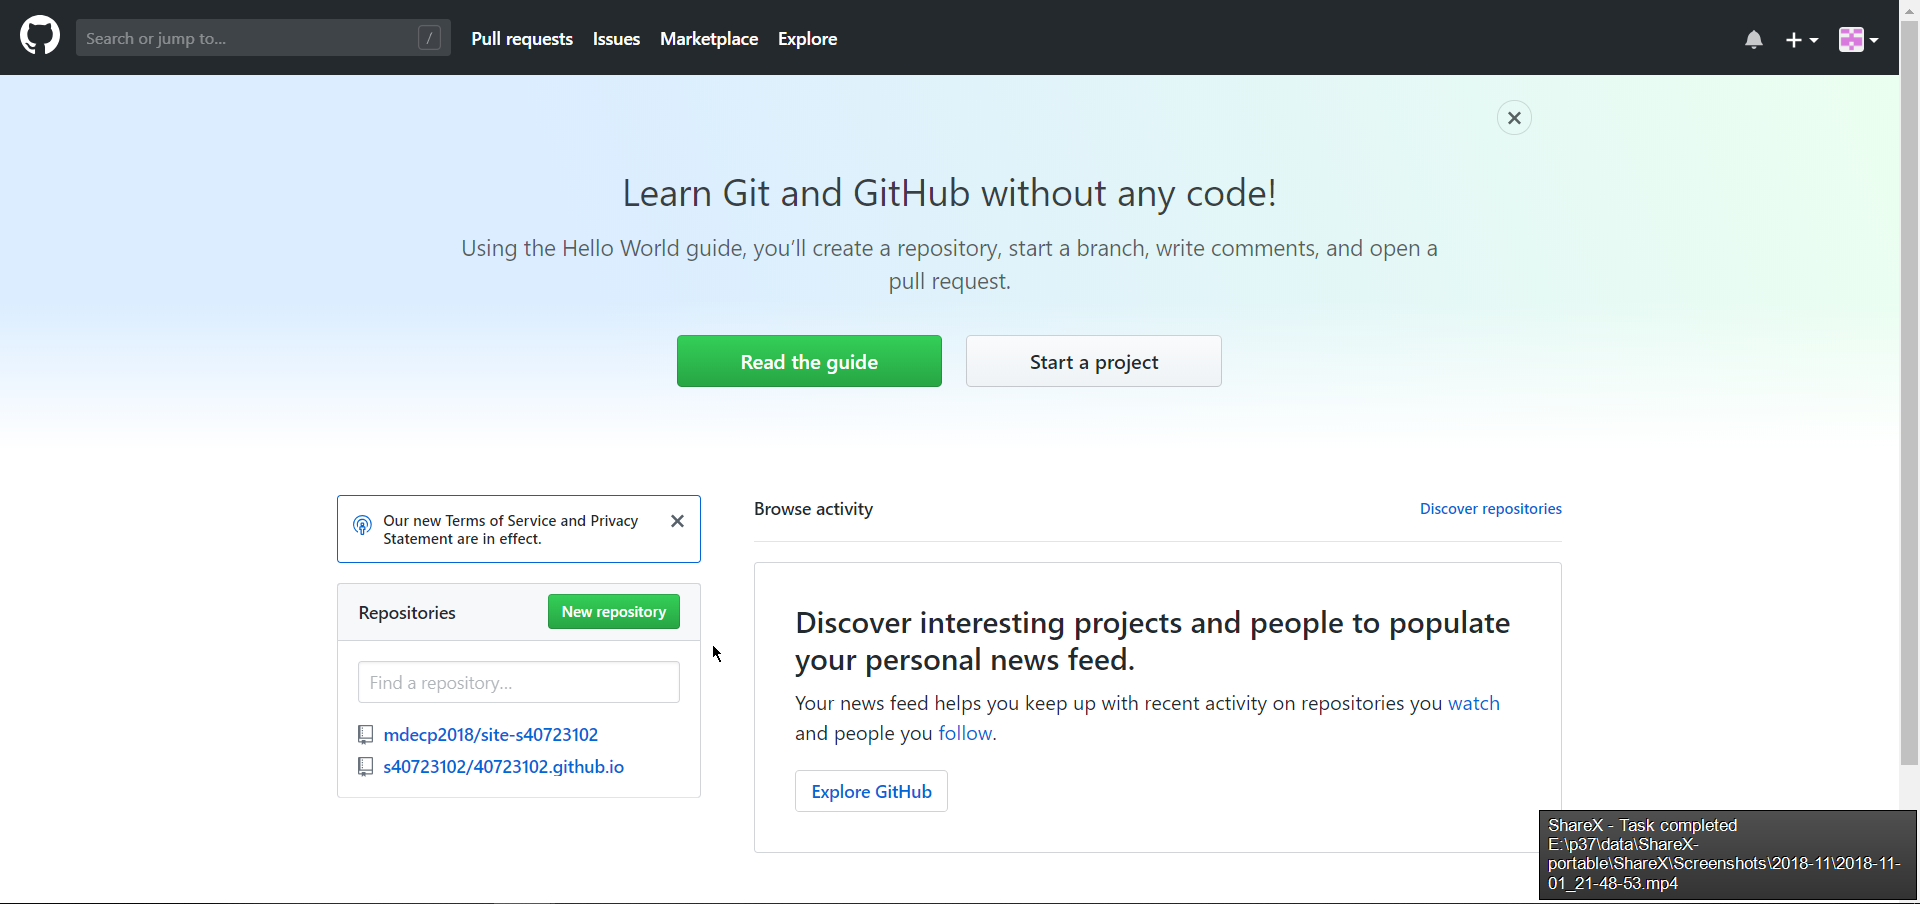 Search or jump to...
/
Pull requests
Issues
Marketplace
Explore
Learn Git and GitHub without any code!
Using the Hello World guide, you’ll create a repository, start a branch, write comments, and open a
pull request.
Read the guide
Start a project
Our new Terms of Service and Privacy
Statement are in effect.
Repositories
New repository
Find a repository...
mdecp2018/site-s40723102
s40723102/40723102.github.io
Browse activity
Discover repositories
Discover interesting projects and people to populate
your personal news feed.
Your news feed helps you keep up with recent activity on repositories you watch
and people you follow.
Explore GitHub
ShareX - Task completed
E:\p37\data\ShareX-
portable\ShareX\Screenshots\2018-11\2018-11-
01_21-48-53.mp4